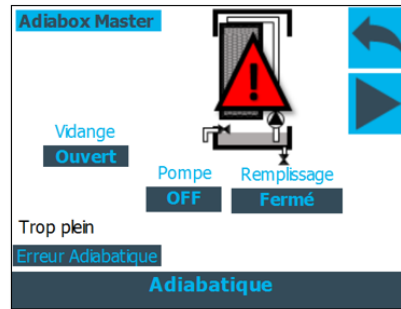 Adiabox Master
Vidange
Ouvert
Pompe
OFF
Remplissage
Fermé
Trop plein
Erreur Adiabatique
Adiabatique